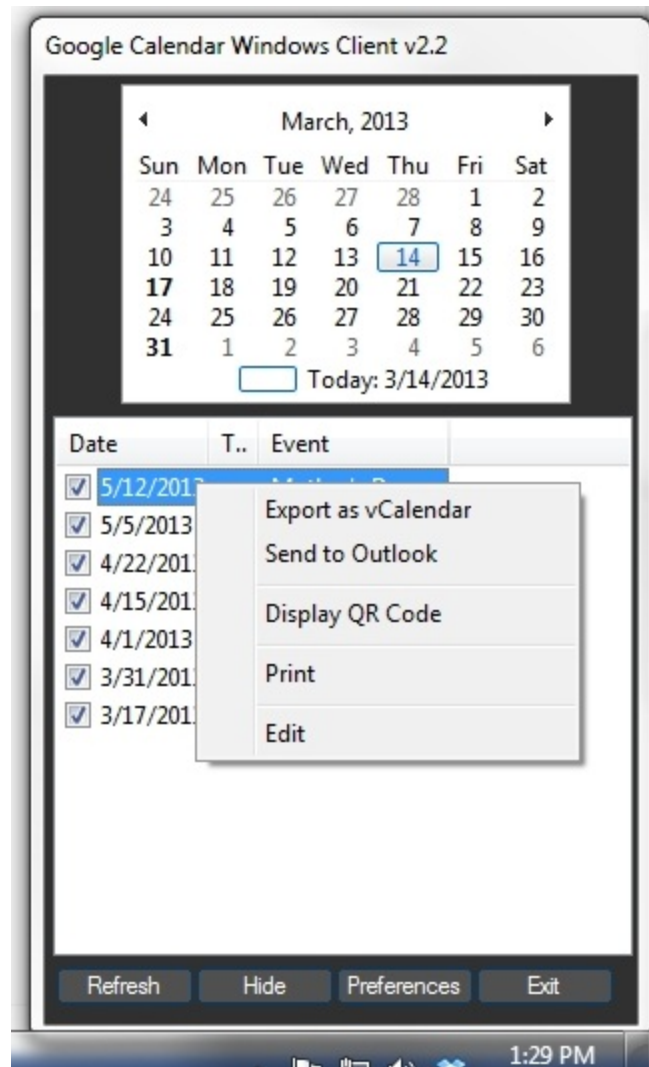 Google Calendar Windows Client v2.2
March, 2013
Sun Mon Tue Wed Thu Fri Sat
24 25 26 27 28 1 2
3 4 5 6 7 8 9
10 11 12 13 14 15 16
17 18 19 20 21 22 23
24 25 26 27 28 29 30
31 1 2 3 4 5 6
Today: 3/14/2013
Date T.. Event
5/12/201
5/5/2013
4/22/201
4/15/201
4/1/2013
3/31/201
3/17/201
Export as vCalendar
Send to Outlook
Display QR Code
Print
Edit
Refresh Hide Preferences Exit
1:29 PM